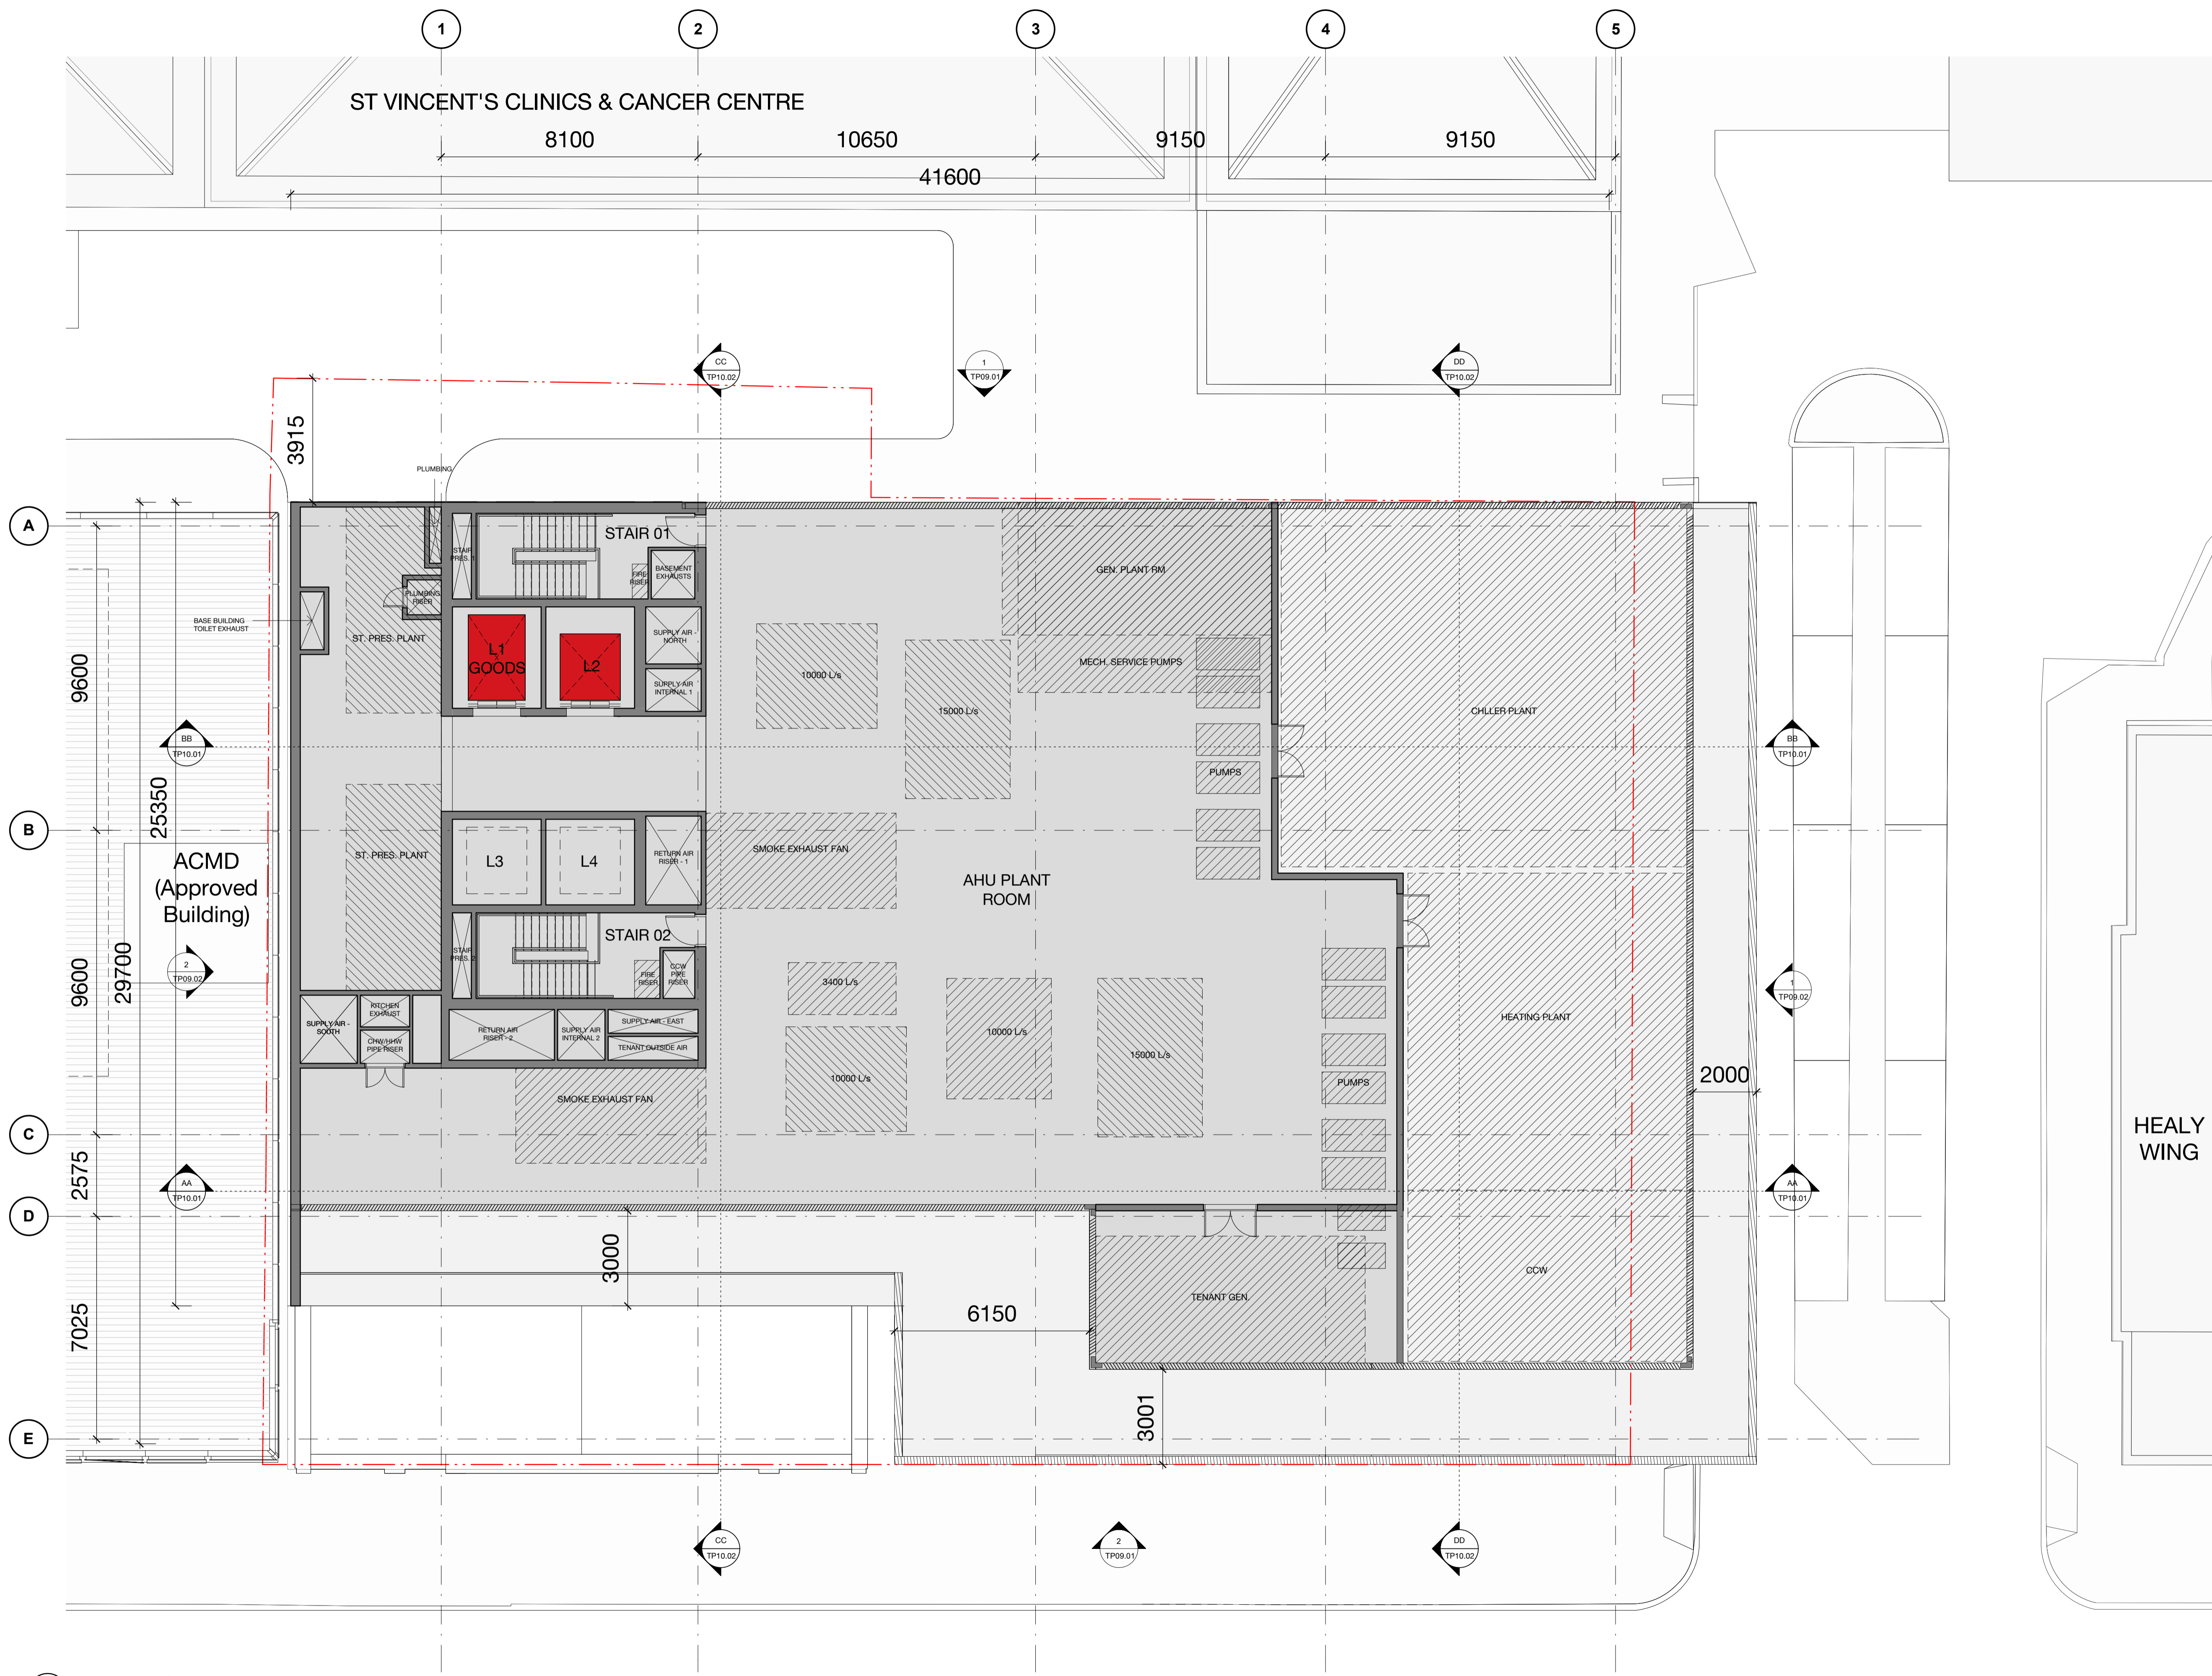 1
2
3
4
5
ST VINCENT'S CLINICS & CANCER CENTRE
8100
10650
9150
9150
41600
CC
TP10.02
1
TP09.01
DD
TP10.02
3915
PLUMBING
A
STAIR 01
STAIR
PRES. 1
FIRE
RISER
BASEMENT
EXHAUSTS
GEN. PLANT RM
PLUMBING
RISER
BASE BUILDING
TOILET EXHAUST
ST. PRES. PLANT
L1
GOODS
L2
SUPPLY AIR -
NORTH
SUPPLY AIR
INTERNAL 1
10000 L/s
15000 L/s
MECH. SERVICE PUMPS
CHLLER PLANT
9600
BB
TP10.01
BB
TP10.01
PUMPS
25350
B
ST. PRES. PLANT
L3
L4
RETURN AIR
RISER - 1
SMOKE EXHAUST FAN
AHU PLANT
ROOM
ACMD
(Approved
Building)
STAIR 02
STAIR
PRES. 2
FIRE
RISER
CCW
PIPE
RISER
2
TP09.02
9600
29700
3400 L/s
1
TP09.02
SUPPLY AIR -
SOUTH
KITCHEN
EXHAUST
CHW/HHW
PIPE RISER
RETURN AIR
RISER - 2
SUPPLY AIR
INTERNAL 2
SUPPLY AIR - EAST
TENANT OUTSIDE AIR
10000 L/s
15000 L/s
HEATING PLANT
10000 L/s
PUMPS
2000
SMOKE EXHAUST FAN
C
HEALY
WING
2575
AA
TP10.01
AA
TP10.01
D
3000
CCW
TENANT GEN.
6150
7025
3001
E
CC
TP10.02
2
TP09.01
DD
TP10.02